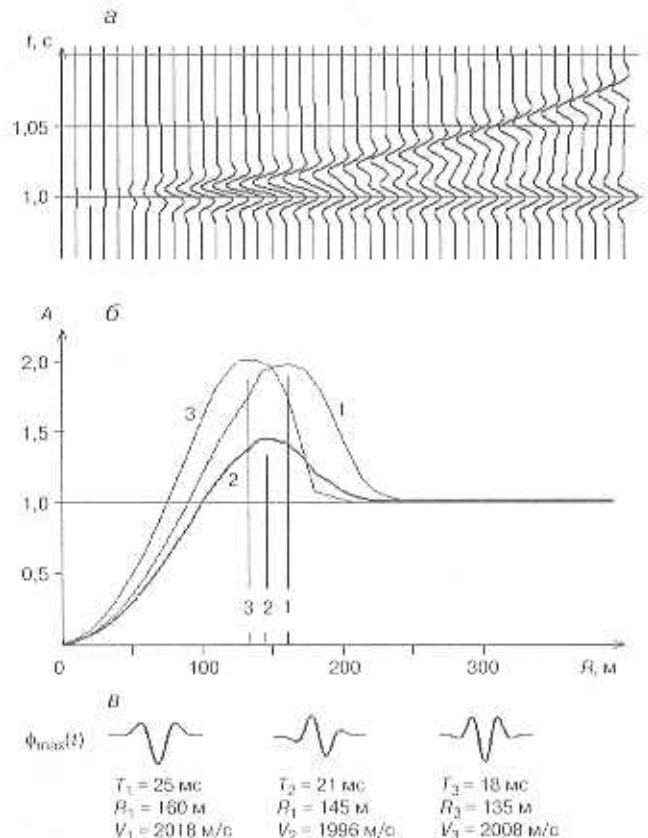 а
t, с
1,05
1,0
А б
2,0
3
1
1,5
2
1,0
0,5
3 2 1
0 100 200 300 R, м
В
ϕmax(t)
T1 = 25 мс T2 = 21 мс T3 = 18 мс
R1 = 160 м R1 = 145 м R3 = 135 м
V1 = 2018 м/с V2 = 1996 м/с V3 = 2008 м/с